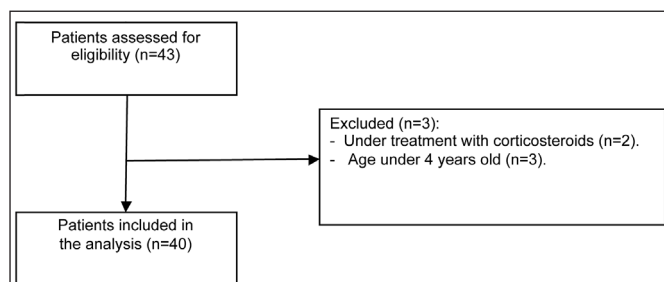 Patients assessed for
eligibility (n=43)
Excluded (n=3):
- Under treatment with corticosteroids (n=2).
- Age under 4 years old (n=3).
Patients included in
the analysis (n=40)